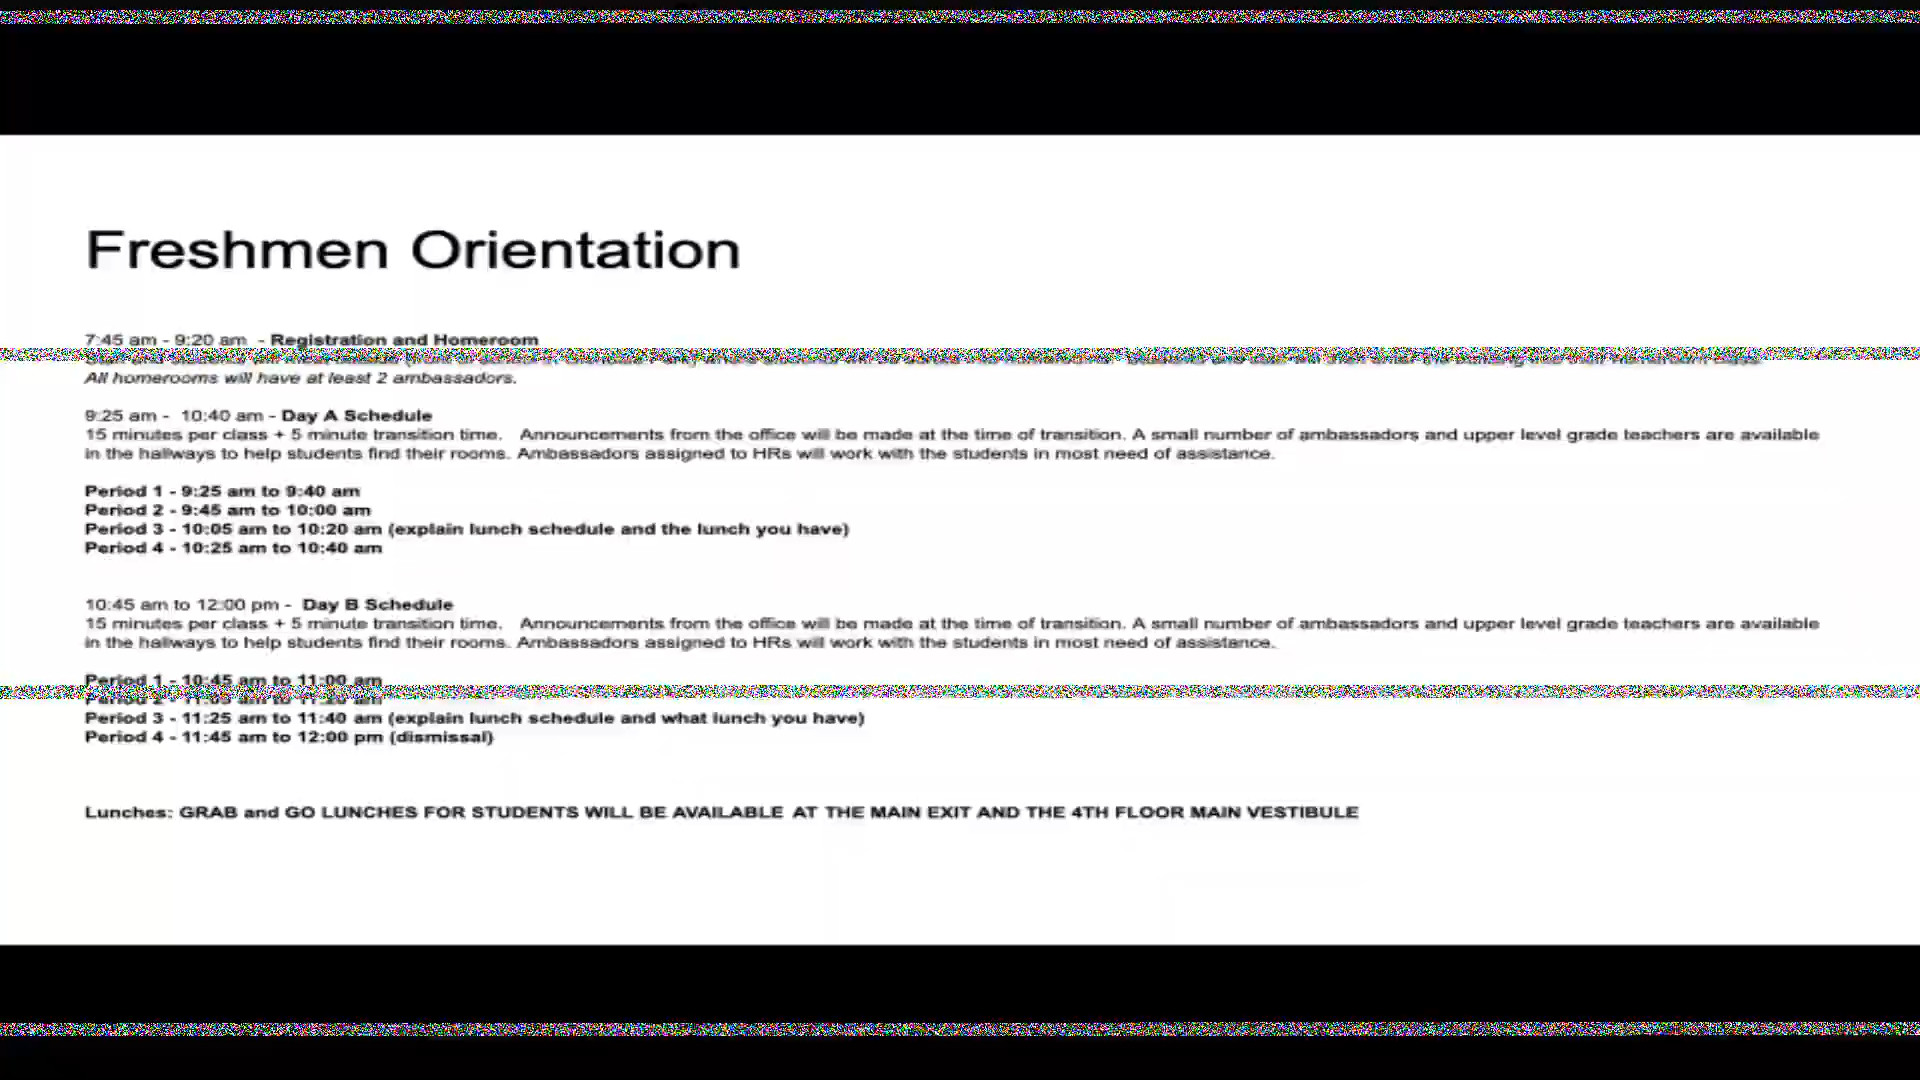 Freshmen Orientation
7:45 am - 9:20 am - Registration and Homeroom
All homerooms will have at least 2 ambassadors.
9:25 am - 10:40 am - Day A Schedule
15 minutes per class + 5 minute transition time. Announcements from the office will be made at the time of transition. A small number of ambassadors and upper level grade teachers are available
in the hallways to help students find their rooms. Ambassadors assigned to HRs will work with the students in most need of assistance.
Period 1 - 9:25 am to 9:40 am
Period 2 - 9:45 am to 10:00 am
Period 3 - 10:05 am to 10:20 am (explain lunch schedule and the lunch you have)
Period 4 - 10:25 am to 10:40 am
10:45 am to 12:00 pm - Day B Schedule
15 minutes per class + 5 minute transition time. Announcements from the office will be made at the time of transition. A small number of ambassadors and upper level grade teachers are available
in the hallways to help students find their rooms. Ambassadors assigned to HRs will work with the students in most need of assistance.
Period 1 - 10:45 am to 11:00 am
Period 2 - 11:05 am to 11:20 am
Period 3 - 11:25 am to 11:40 am (explain lunch schedule and what lunch you have)
Period 4 - 11:45 am to 12:00 pm (dismissal)
Lunches: GRAB and GO LUNCHES FOR STUDENTS WILL BE AVAILABLE AT THE MAIN EXIT AND THE 4TH FLOOR MAIN VESTIBULE